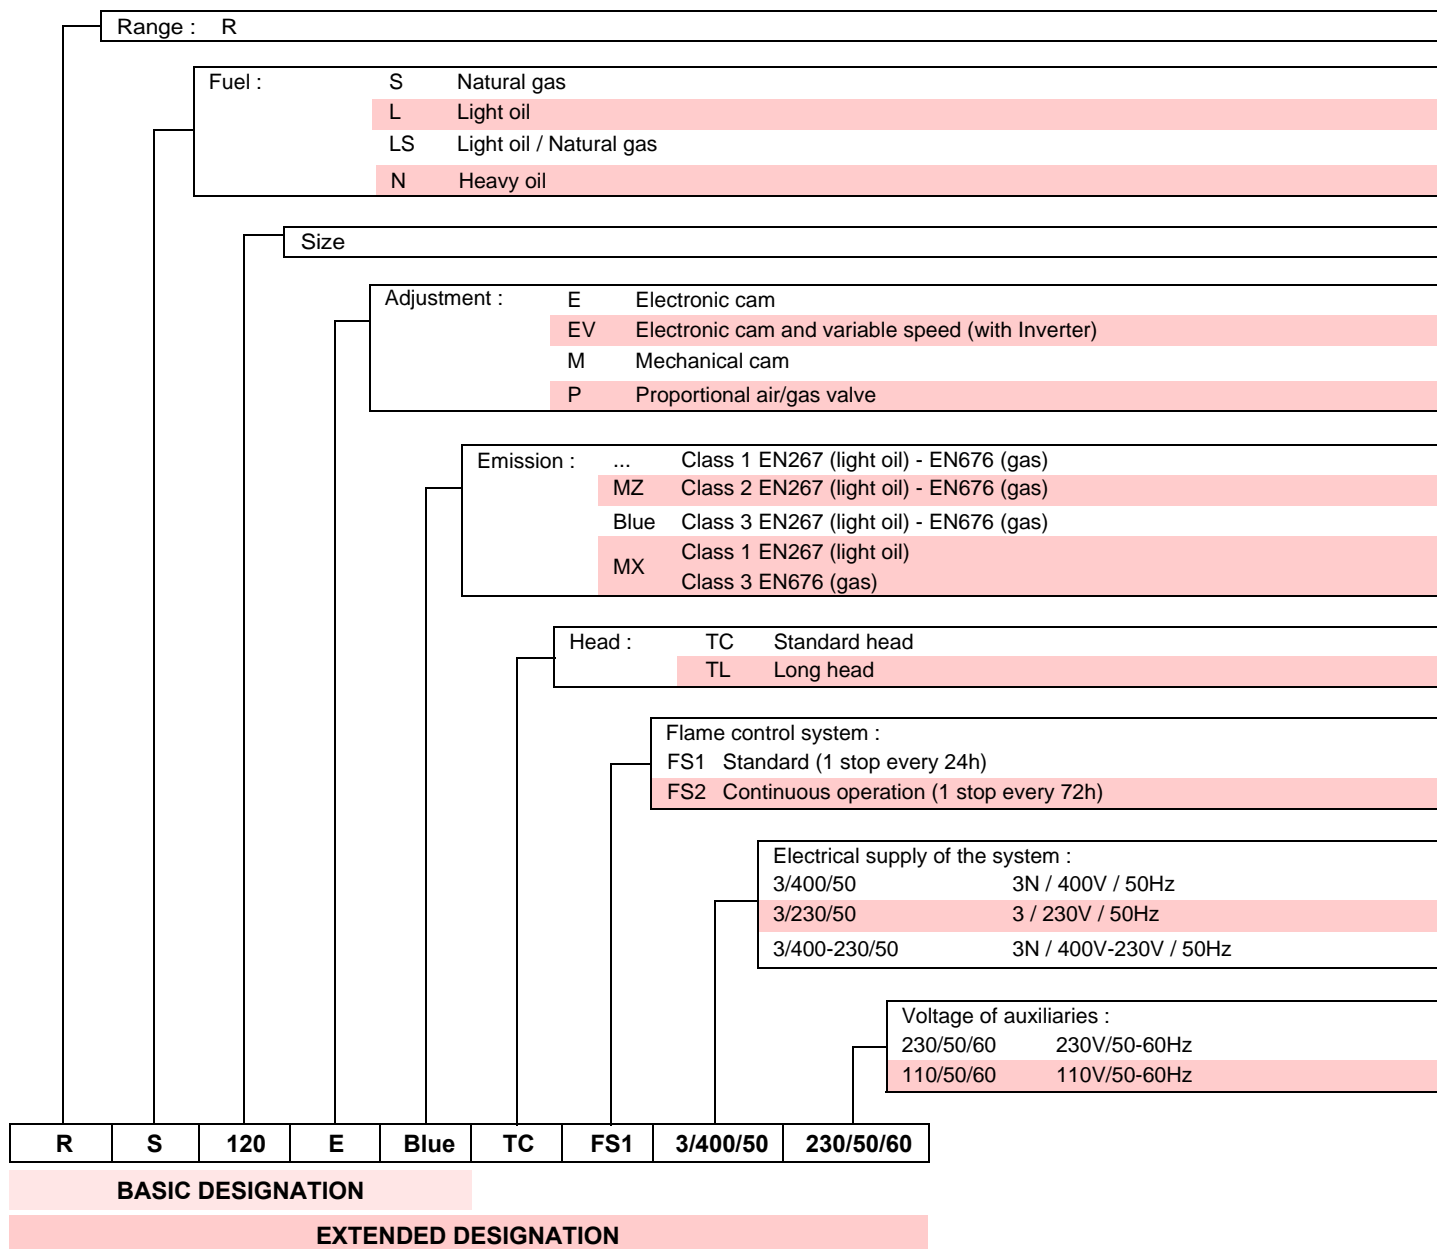 Range : R
Fuel : S Natural gas
L Light oil
LS Light oil / Natural gas
N Heavy oil
Size
Adjustment : E Electronic cam
EV Electronic cam and variable speed (with Inverter)
M Mechanical cam
P Proportional air/gas valve
Emission : ... Class 1 EN267 (light oil) - EN676 (gas)
MZ Class 2 EN267 (light oil) - EN676 (gas)
Blue Class 3 EN267 (light oil) - EN676 (gas)
MX Class 1 EN267 (light oil)
Class 3 EN676 (gas)
Head : TC Standard head
TL Long head
Flame control system :
FS1 Standard (1 stop every 24h)
FS2 Continuous operation (1 stop every 72h)
Electrical supply of the system :
3/400/50 3N / 400V / 50Hz
3/230/50 3 / 230V / 50Hz
3/400-230/50 3N / 400V-230V / 50Hz
Voltage of auxiliaries :
230/50/60 230V/50-60Hz
110/50/60 110V/50-60Hz
R S 120 E Blue TC FS1 3/400/50 230/50/60
BASIC DESIGNATION
EXTENDED DESIGNATION